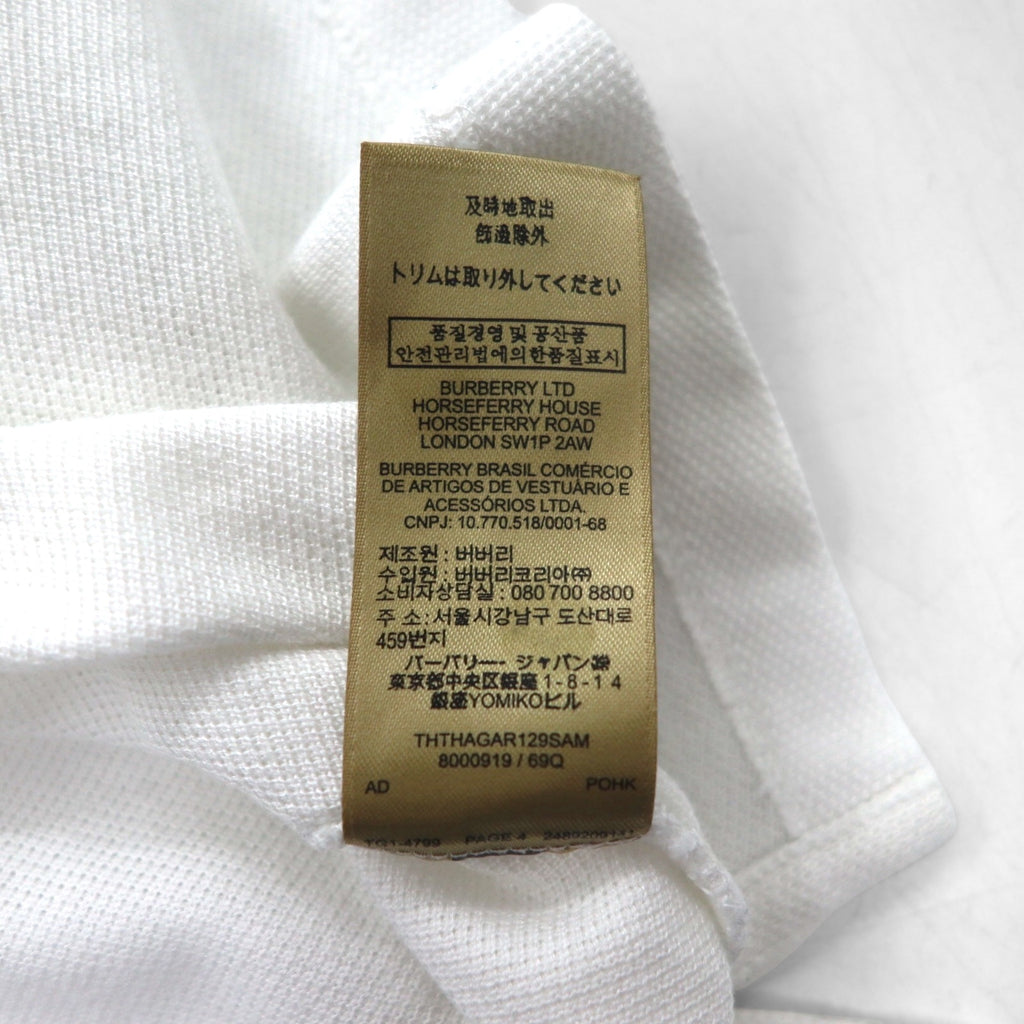 及時地取出
飾邊除外
トリムは取り外してください
품질경영 및 공산품
안전관리법에의한품질표시
BURBERRY LTD
HORSEFERRY HOUSE
HORSEFERRY ROAD
LONDON SW1P 2AW
BURBERRY BRASIL COMÉRCIO
DE ARTIGOS DE VESTUÁRIO E
ACESSÓRIOS LTDA.
CNPJ: 10.770.518/0001-68
제조원 : 버버리
수입원 : 버버리코리아㈜
소비자상담실 : 080 700 8800
주 소 : 서울시강남구 도산대로
459번지
バーバリー・ジャパン㈱
東京都中央区銀座1-8-14
銀座YOMIKOビル
THTHAGAR129SAM
8000919 / 69Q
AD POHK
TG1-4799 PAGE 4